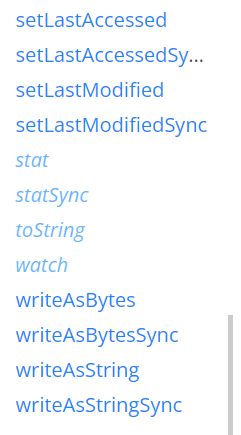 setLastAccessed
setLastAccessedSy...
setLastModified
setLastModifiedSync
stat
statSync
toString
watch
writeAsBytes
writeAsBytesSync
writeAsString
writeAsStringSync